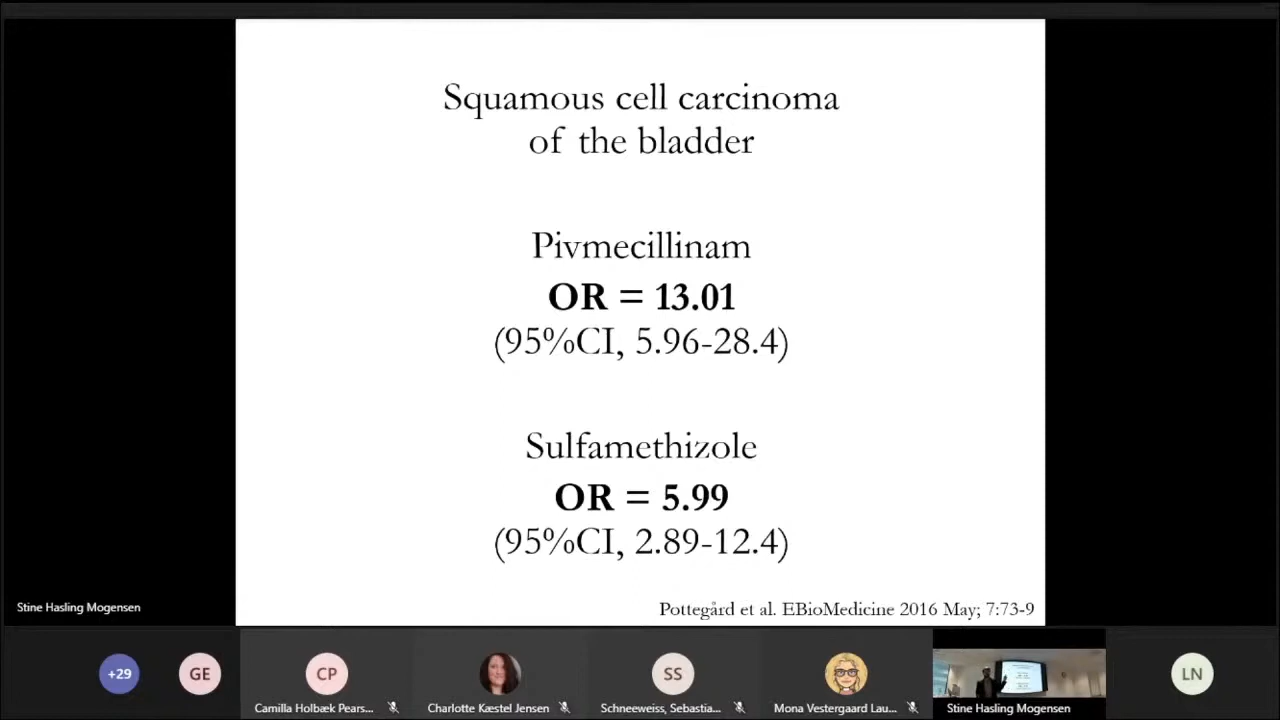 Squamous cell carcinoma
of the bladder
Pivmecillinam
OR = 13.01
(95%CI, 5.96-28.4)
Sulfamethizole
OR = 5.99
(95%CI, 2.89-12.4)
Pottegård et al. EBioMedicine 2016 May; 7:73-9
Stine Hasling Mogensen
+29
GE
CP
Camilla Holbæk Pears...
Charlotte Kæstel Jensen
SS
Schneeweiss, Sebastia...
Mona Vestergaard Lau...
Stine Hasling Mogensen
LN